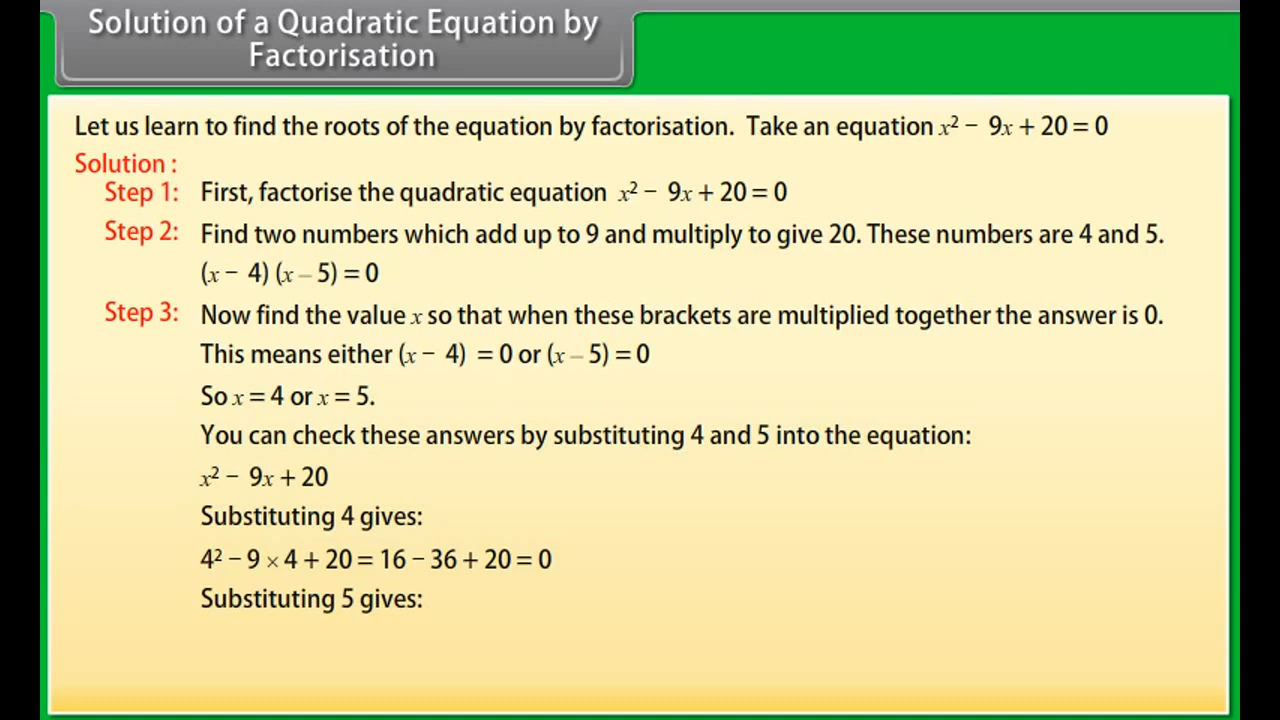 Solution of a Quadratic Equation by
Factorisation
Let us learn to find the roots of the equation by factorisation. Take an equation x² − 9x + 20 = 0
Solution :
Step 1: First, factorise the quadratic equation x² − 9x + 20 = 0
Step 2: Find two numbers which add up to 9 and multiply to give 20. These numbers are 4 and 5.
(x − 4) (x − 5) = 0
Step 3: Now find the value x so that when these brackets are multiplied together the answer is 0.
This means either (x − 4) = 0 or (x − 5) = 0
So x = 4 or x = 5.
You can check these answers by substituting 4 and 5 into the equation:
x² − 9x + 20
Substituting 4 gives:
4² − 9 × 4 + 20 = 16 − 36 + 20 = 0
Substituting 5 gives: